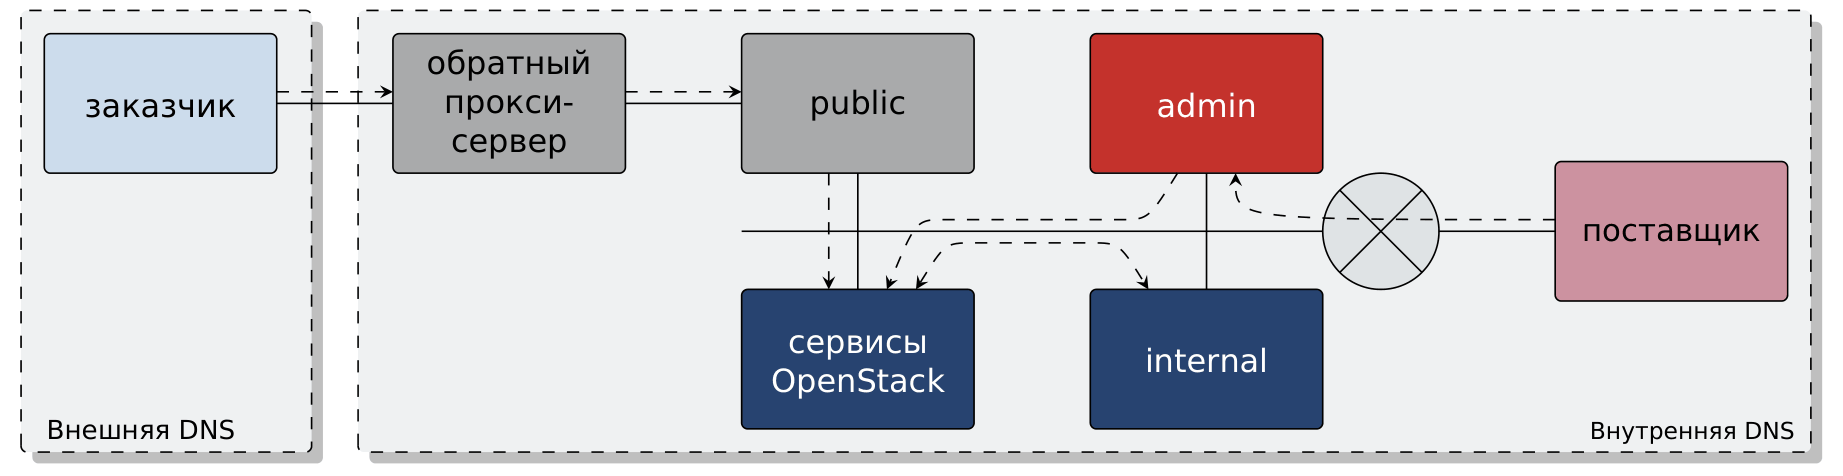 заказчик
обратный
прокси-
сервер
public
admin
поставщик
сервисы
OpenStack
internal
Внешняя DNS
Внутренняя DNS